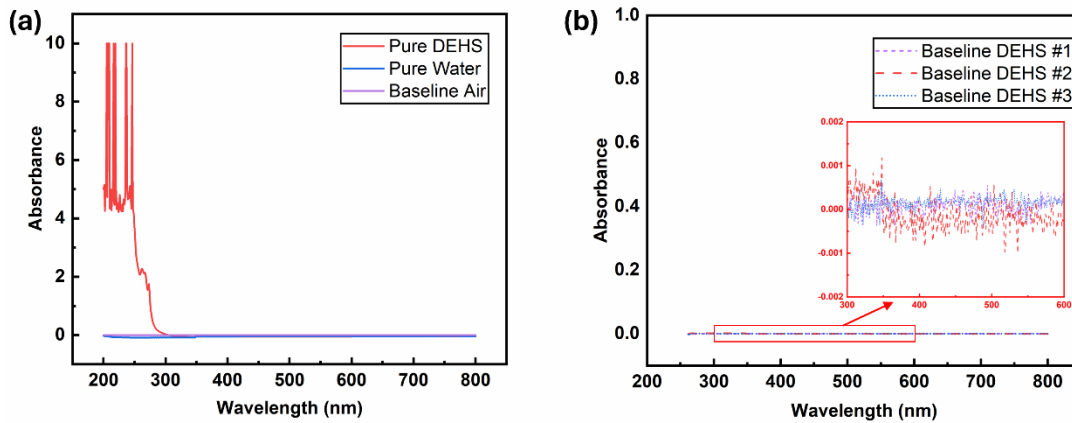 (a)
10
8
6
4
2
0
200
300
400
500
600
700
800
Absorbance
Wavelength (nm)
Pure DEHS
Pure Water
Baseline Air
(b)
1.0
0.8
0.6
0.4
0.2
0.0
200
300
400
500
600
700
800
Absorbance
Wavelength (nm)
Baseline DEHS #1
Baseline DEHS #2
Baseline DEHS #3
0.002
0.001
0.000
-0.001
-0.002
300
400
500
600